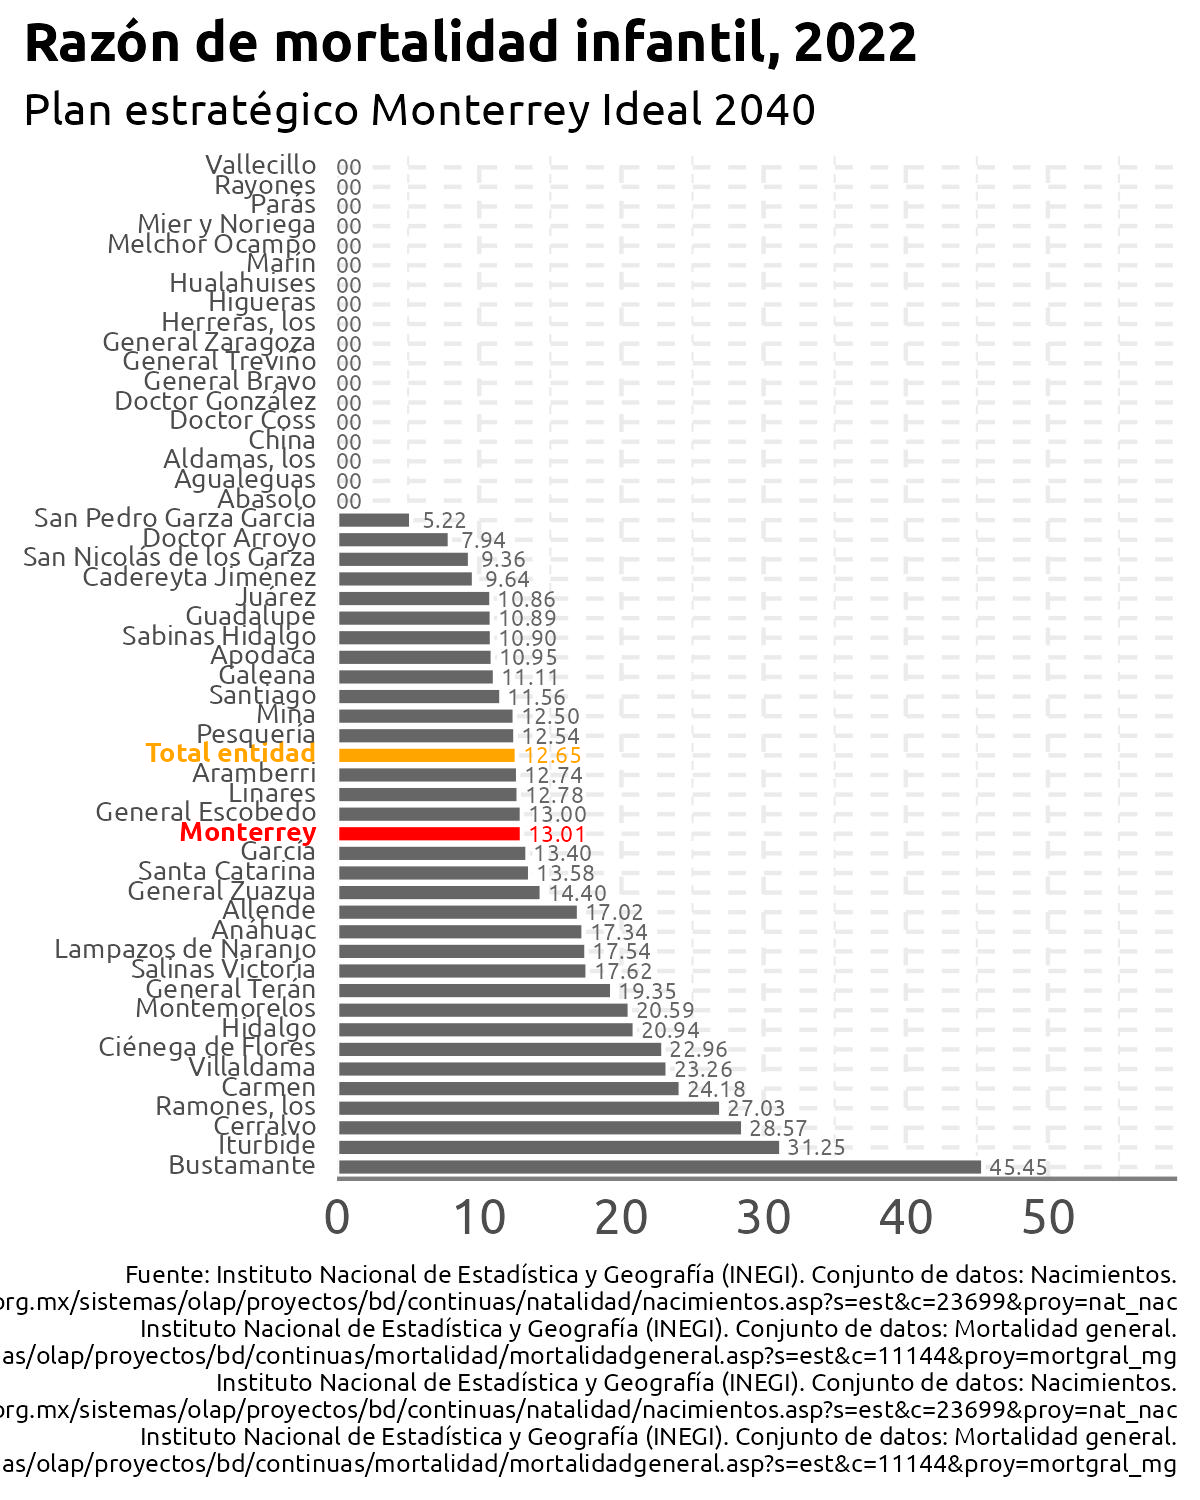 Razón de mortalidad infantil, 2022
Plan estratégico Monterrey Ideal 2040
Vallecillo 00
Rayones 00
Parás 00
Mier y Noriega 00
Melchor Ocampo 00
Marín 00
Hualahuises 00
Higueras 00
Herreras, los 00
General Zaragoza 00
General Treviño 00
General Bravo 00
Doctor González 00
Doctor Coss 00
China 00
Aldamas, los 00
Agualeguas 00
Abasolo 00
San Pedro Garza García 5.22
Doctor Arroyo 7.94
San Nicolás de los Garza 9.36
Cadereyta Jiménez 9.64
Juárez 10.86
Guadalupe 10.89
Sabinas Hidalgo 10.90
Apodaca 10.95
Galeana 11.11
Santiago 11.56
Mina 12.50
Pesquería 12.54
Total entidad 12.65
Aramberri 12.74
Linares 12.78
General Escobedo 13.00
Monterrey 13.01
García 13.40
Santa Catarina 13.58
General Zuazua 14.40
Allende 17.02
Anáhuac 17.34
Lampazos de Naranjo 17.54
Salinas Victoria 17.62
General Terán 19.35
Montemorelos 20.59
Hidalgo 20.94
Ciénega de Flores 22.96
Villaldama 23.26
Carmen 24.18
Ramones, los 27.03
Cerralvo 28.57
Iturbide 31.25
Bustamante 45.45
0 10 20 30 40 50
Fuente: Instituto Nacional de Estadística y Geografía (INEGI). Conjunto de datos: Nacimientos.
org.mx/sistemas/olap/proyectos/bd/continuas/natalidad/nacimientos.asp?s=est&c=23699&proy=nat_nac
Instituto Nacional de Estadística y Geografía (INEGI). Conjunto de datos: Mortalidad general.
as/olap/proyectos/bd/continuas/mortalidad/mortalidadgeneral.asp?s=est&c=11144&proy=mortgral_mg
Instituto Nacional de Estadística y Geografía (INEGI). Conjunto de datos: Nacimientos.
org.mx/sistemas/olap/proyectos/bd/continuas/natalidad/nacimientos.asp?s=est&c=23699&proy=nat_nac
Instituto Nacional de Estadística y Geografía (INEGI). Conjunto de datos: Mortalidad general.
as/olap/proyectos/bd/continuas/mortalidad/mortalidadgeneral.asp?s=est&c=11144&proy=mortgral_mg